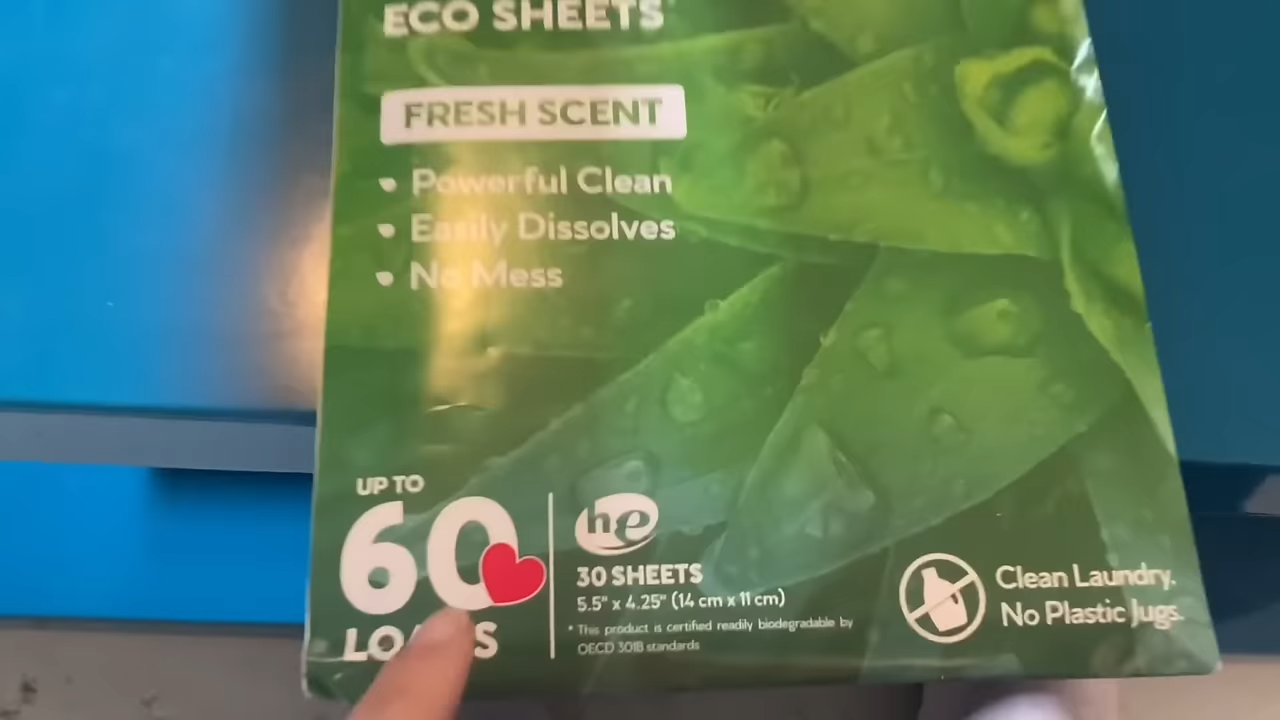 ECO SHEETS
FRESH SCENT
• Powerful Clean
• Easily Dissolves
• No Mess
UP TO
60
LOADS
he
30 SHEETS
5.5" x 4.25" (14 cm x 11 cm)
* This product is certified readily biodegradable by
OECD 301B standards
Clean Laundry.
No Plastic Jugs.